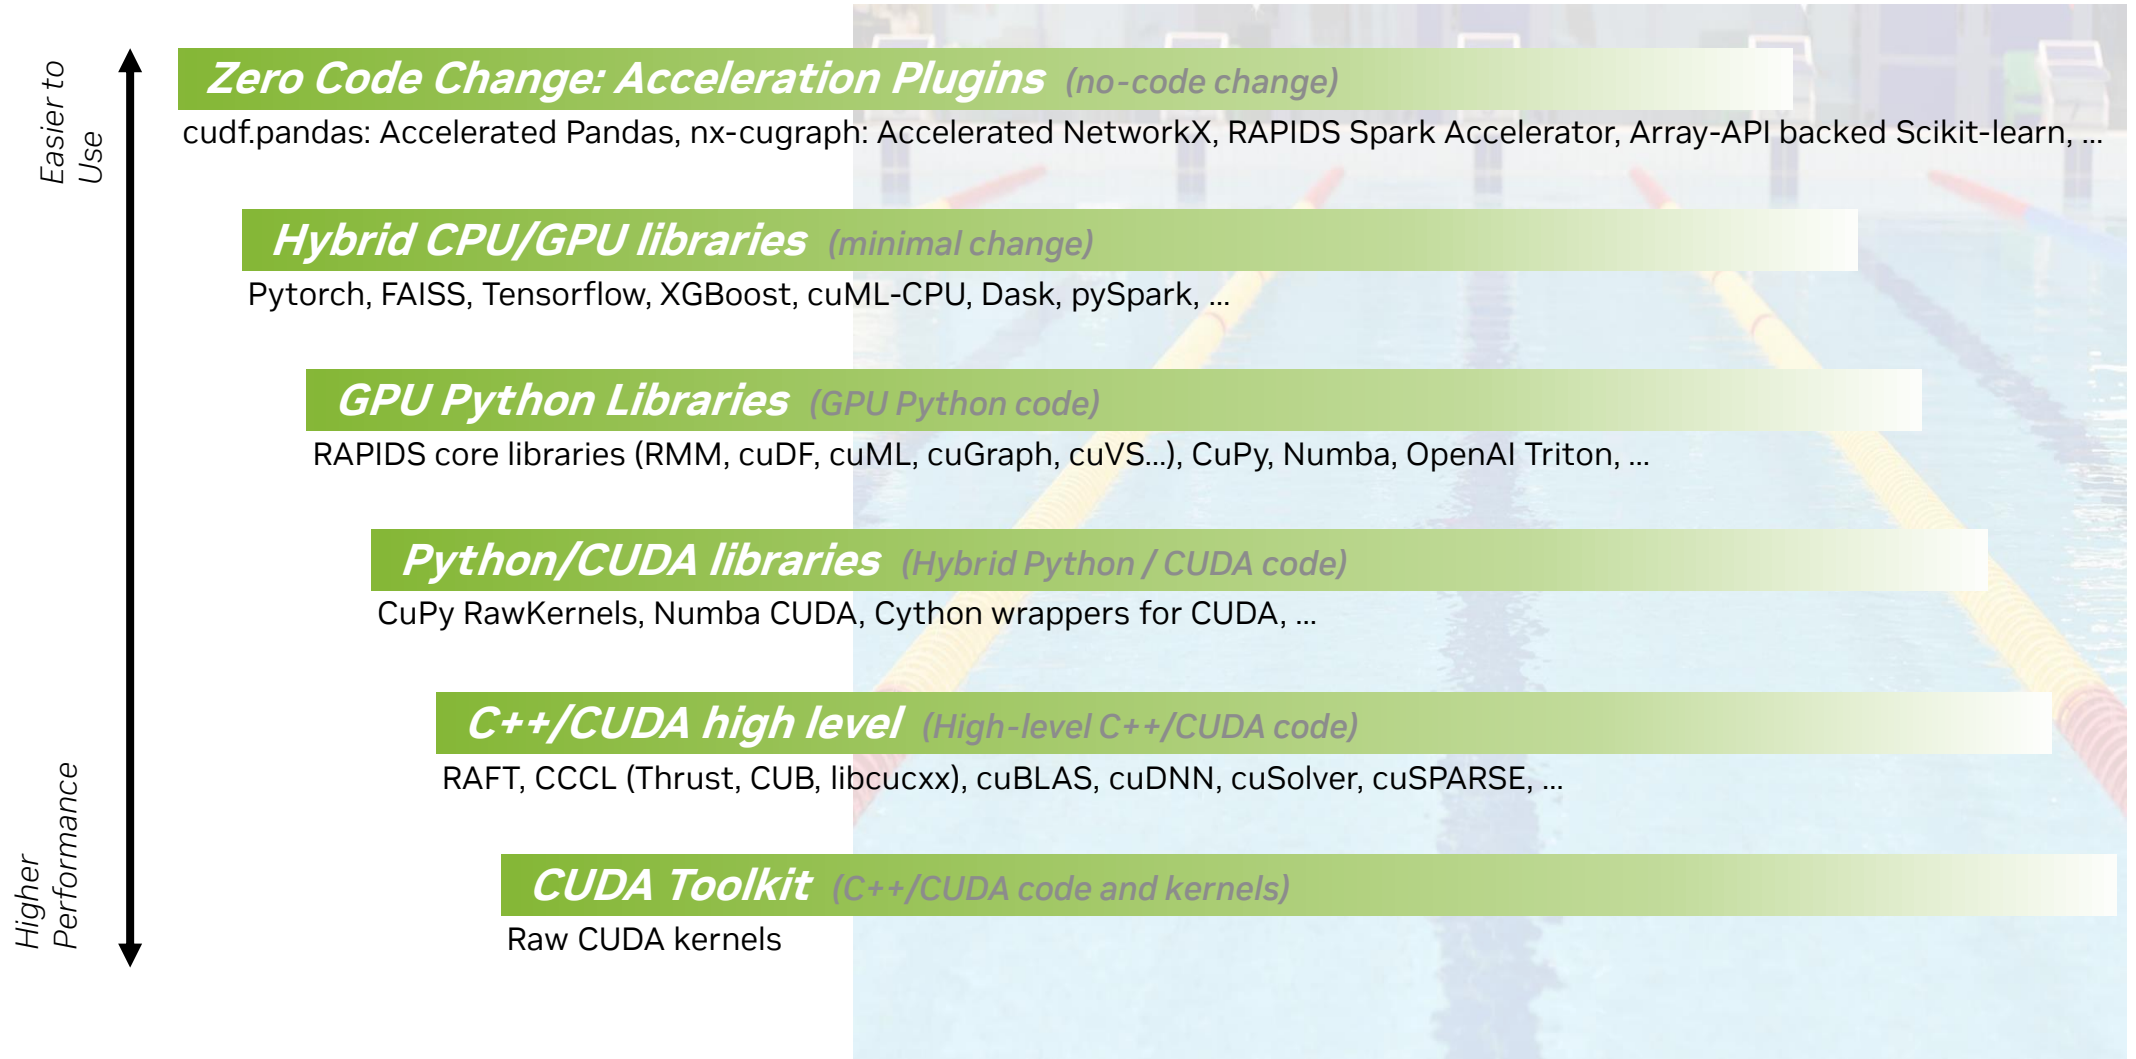 Easier to
Use
Zero Code Change: Acceleration Plugins (no-code change)
cudf.pandas: Accelerated Pandas, nx-cugraph: Accelerated NetworkX, RAPIDS Spark Accelerator, Array-API backed Scikit-learn, ...
Hybrid CPU/GPU libraries (minimal change)
Pytorch, FAISS, Tensorflow, XGBoost, cuML-CPU, Dask, pySpark, ...
GPU Python Libraries (GPU Python code)
RAPIDS core libraries (RMM, cuDF, cuML, cuGraph, cuVS...), CuPy, Numba, OpenAI Triton, ...
Python/CUDA libraries (Hybrid Python / CUDA code)
CuPy RawKernels, Numba CUDA, Cython wrappers for CUDA, ...
C++/CUDA high level (High-level C++/CUDA code)
RAFT, CCCL (Thrust, CUB, libcucxx), cuBLAS, cuDNN, cuSolver, cuSPARSE, ...
Higher
Performance
CUDA Toolkit (C++/CUDA code and kernels)
Raw CUDA kernels